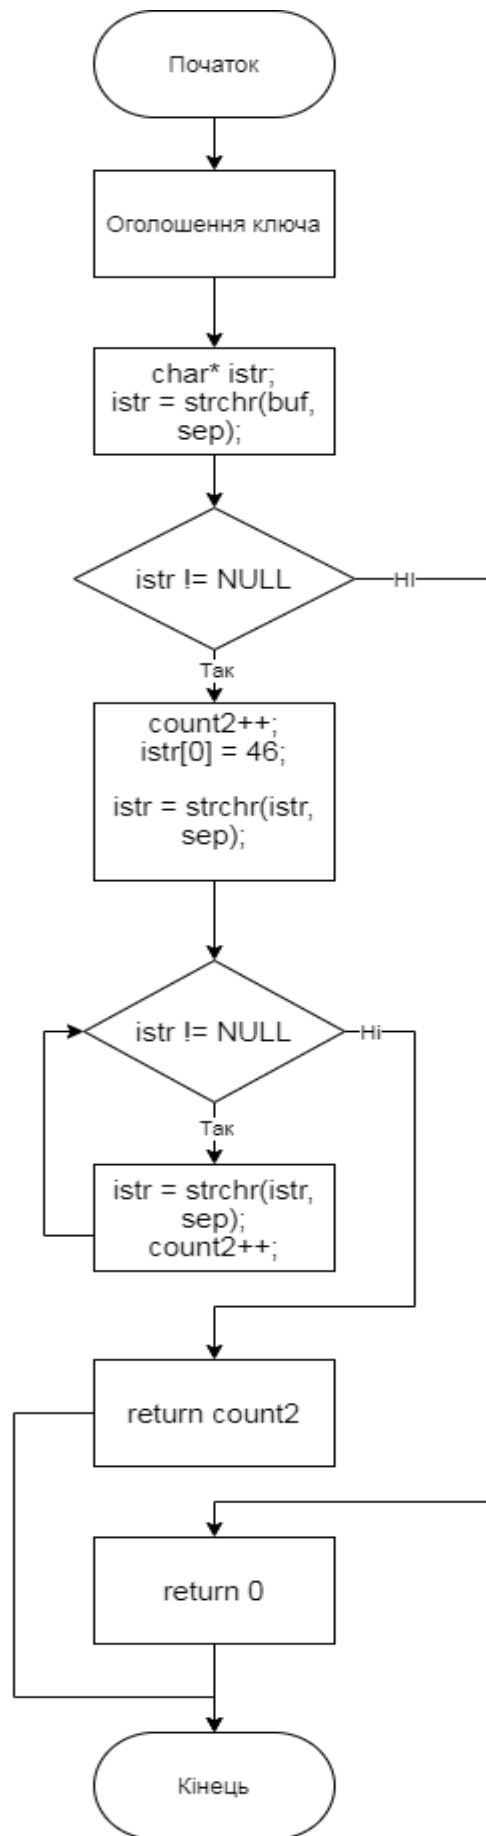 Початок
Оголошення ключа
char* istr;
istr = strchr(buf,
sep);
istr != NULL
НІ
Так
count2++;
istr[0] = 46;
istr = strchr(istr,
sep);
istr != NULL
Ні
Так
istr = strchr(istr,
sep);
count2++;
return count2
return 0
Кінець